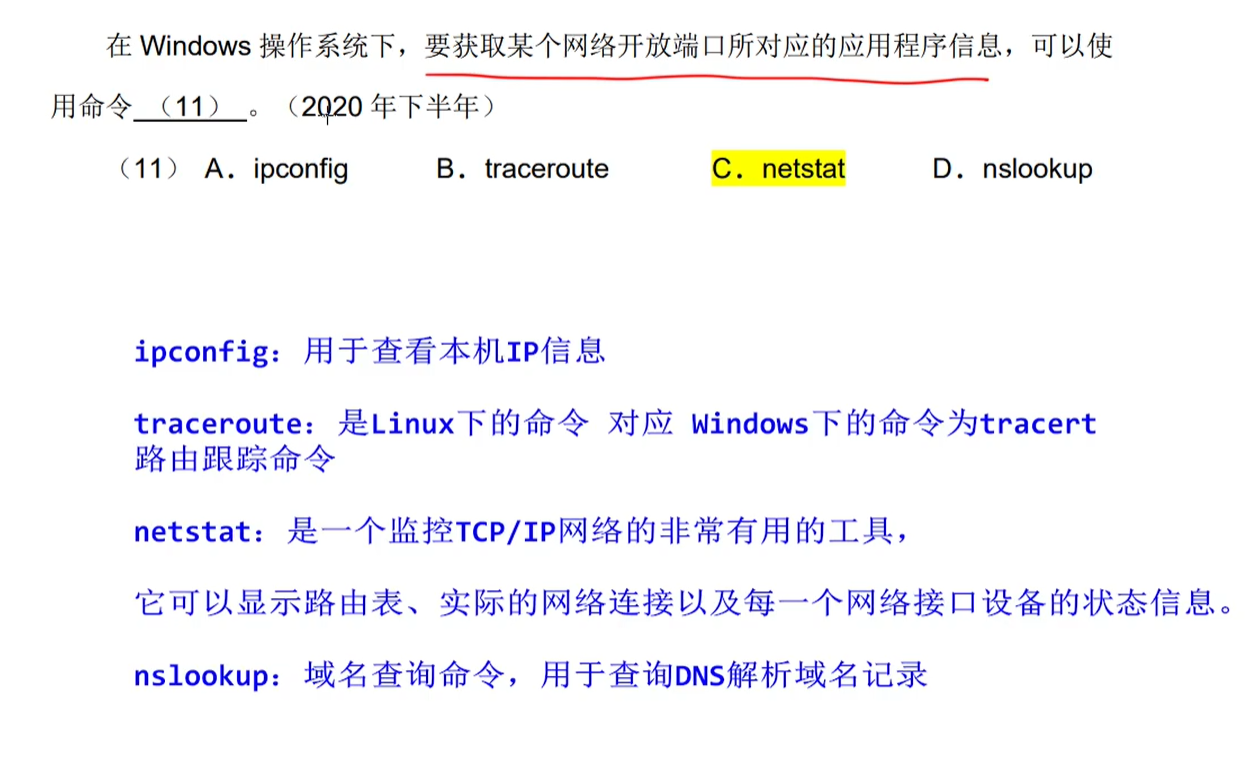 在 Windows 操作系统下，要获取某个网络开放端口所对应的应用程序信息，可以使
用命令 （11） 。（2020 年下半年）
（11） A．ipconfig B．traceroute C．netstat D．nslookup
ipconfig：用于查看本机IP信息
traceroute：是Linux下的命令 对应 Windows下的命令为tracert
路由跟踪命令
netstat：是一个监控TCP/IP网络的非常有用的工具，
它可以显示路由表、实际的网络连接以及每一个网络接口设备的状态信息。
nslookup：域名查询命令，用于查询DNS解析域名记录